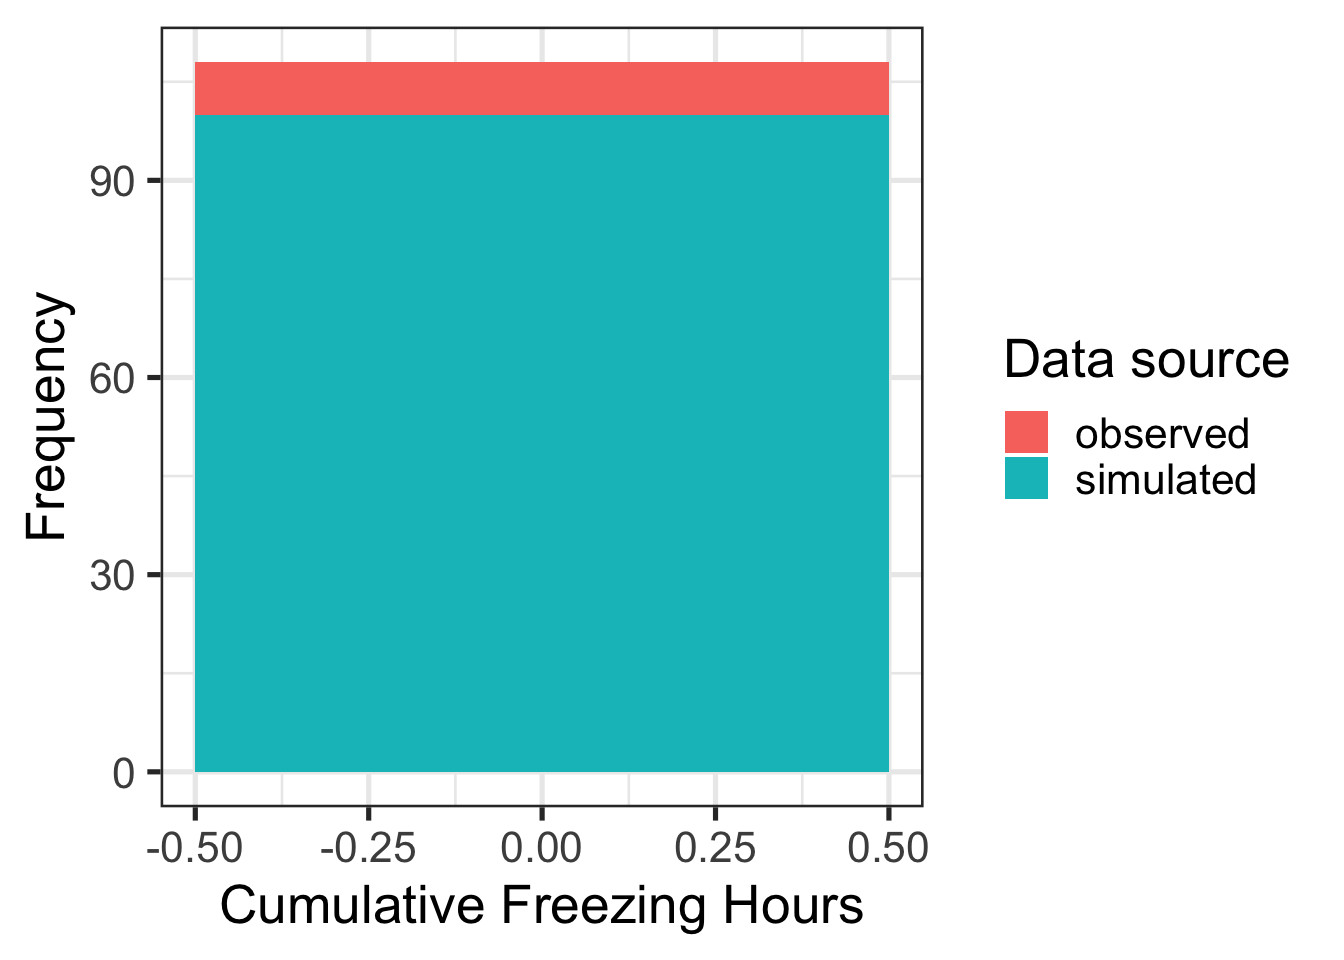 Frequency
90
60
30
0
-0.50 -0.25 0.00 0.25 0.50
Cumulative Freezing Hours
Data source
observed
simulated